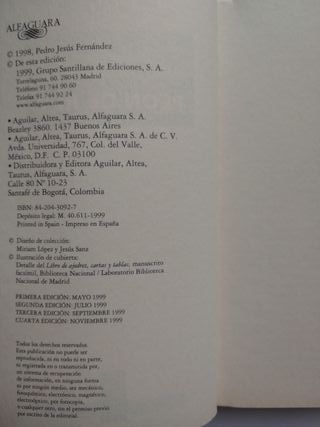 ALFAGUARA
© 1998, Pedro Jesús Fernández
© De esta edición:
1999, Grupo Santillana de Ediciones, S. A.
Torrelaguna, 60. 28043 Madrid
Teléfono 91 744 90 60
Telefax 91 744 92 24
www.alfaguara.com
• Aguilar, Altea, Taurus, Alfaguara S. A.
Beazley 3860. 1437 Buenos Aires
• Aguilar, Altea, Taurus, Alfaguara S. A. de C. V.
Avda. Universidad, 767, Col. del Valle,
México, D.F. C. P. 03100
• Distribuidora y Editora Aguilar, Altea,
Taurus, Alfaguara, S. A.
Calle 80 Nº 10-23
Santafé de Bogotá, Colombia
ISBN: 84-204-3092-7
Depósito legal: M. 40.611-1999
Printed in Spain - Impreso en España
© Diseño de colección:
Miriam López y Jesús Sanz
© Ilustración de cubierta:
Detalle del Libro de ajedrez, cartas y tablas, manuscrito
facsímil, Biblioteca Nacional / Laboratorio Biblioteca
Nacional de Madrid
PRIMERA EDICIÓN: MAYO 1999
SEGUNDA EDICIÓN: JULIO 1999
TERCERA EDICIÓN: SEPTIEMBRE 1999
CUARTA EDICIÓN: NOVIEMBRE 1999
Todos los derechos reservados.
Esta publicación no puede ser
reproducida, ni en todo ni en parte,
ni registrada en o transmitida por,
un sistema de recuperación
de información, en ninguna forma
ni por ningún medio, sea mecánico,
fotoquímico, electrónico, magnético,
electroóptico, por fotocopia,
o cualquier otro, sin el permiso previo
por escrito de la editorial.